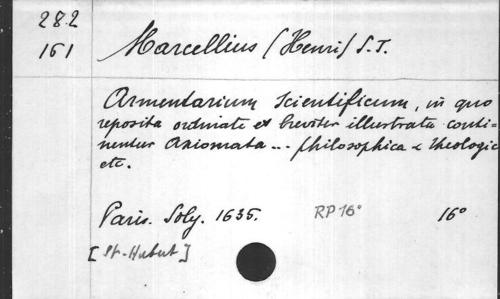 282
161
Marcellius (Henri) S.T.
Armentarium Scientificum, in quo
reposita ordinate et breviter illustrata conti=
nentur Axiomata... philosophica & theologic
etc.
Paris. Soly. 1635. RP 16° 16°
[St-Hubert]